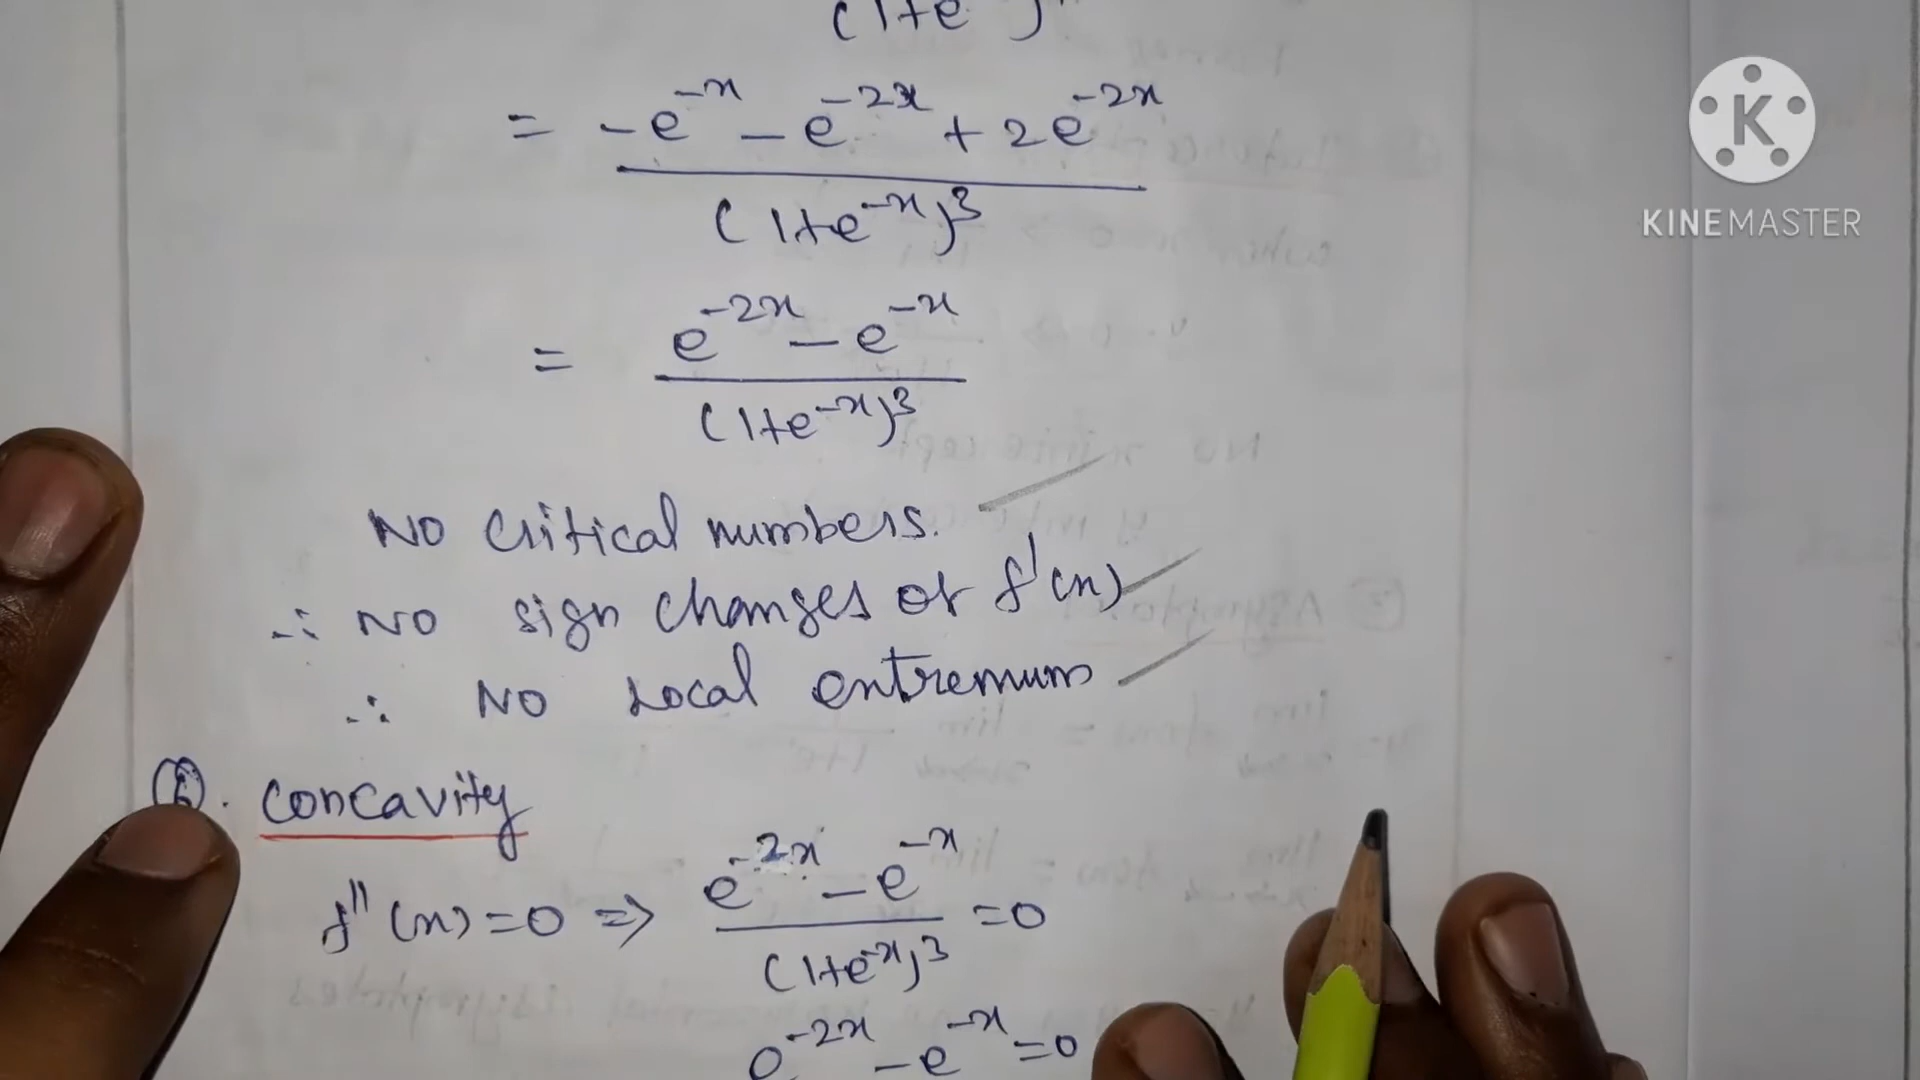 (1+e )
= -e^-x - e^-2x + 2e^-2x
(1+e^-x)^3
= e^-2x - e^-x
(1+e^-x)^3
No critical numbers.
∴ No sign changes of f'(x)
∴ No Local extremum
6. concavity
f''(x) = 0 => e^-2x - e^-x = 0
(1+e^-x)^3
e^-2x - e^-x = 0
K
KINEMASTER